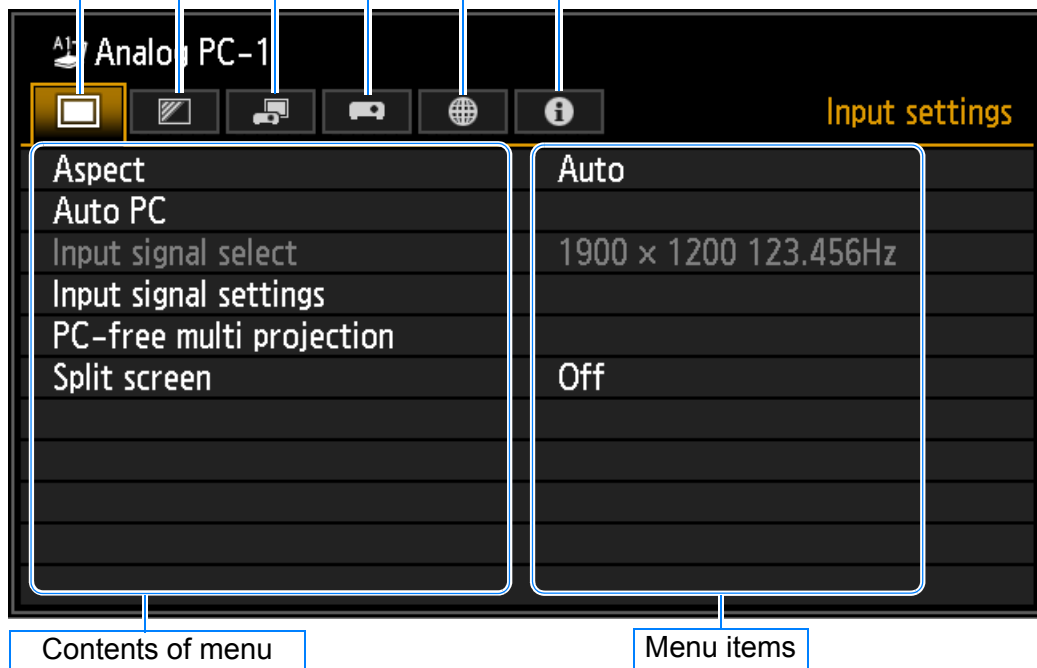 A1 Analog PC-1
Input settings
Aspect Auto
Auto PC
Input signal select 1900 × 1200 123.456Hz
Input signal settings
PC-free multi projection
Split screen Off
Contents of menu Menu items